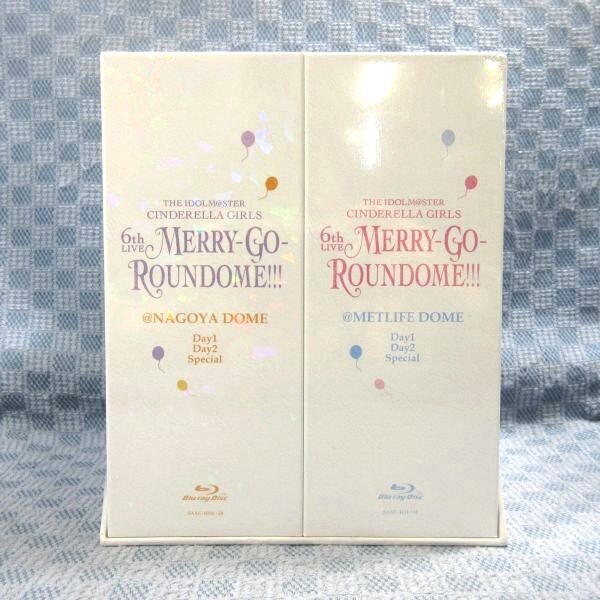 THE IDOLM@STER
CINDERELLA GIRLS
6th LIVE MERRY-GO-
ROUNDOME!!!
@NAGOYA DOME
Day1
Day2
Special
Blu-ray Disc
THE IDOLM@STER
CINDERELLA GIRLS
6th LIVE MERRY-GO-
ROUNDOME!!!
@METLIFE DOME
Day1
Day2
Special
Blu-ray Disc